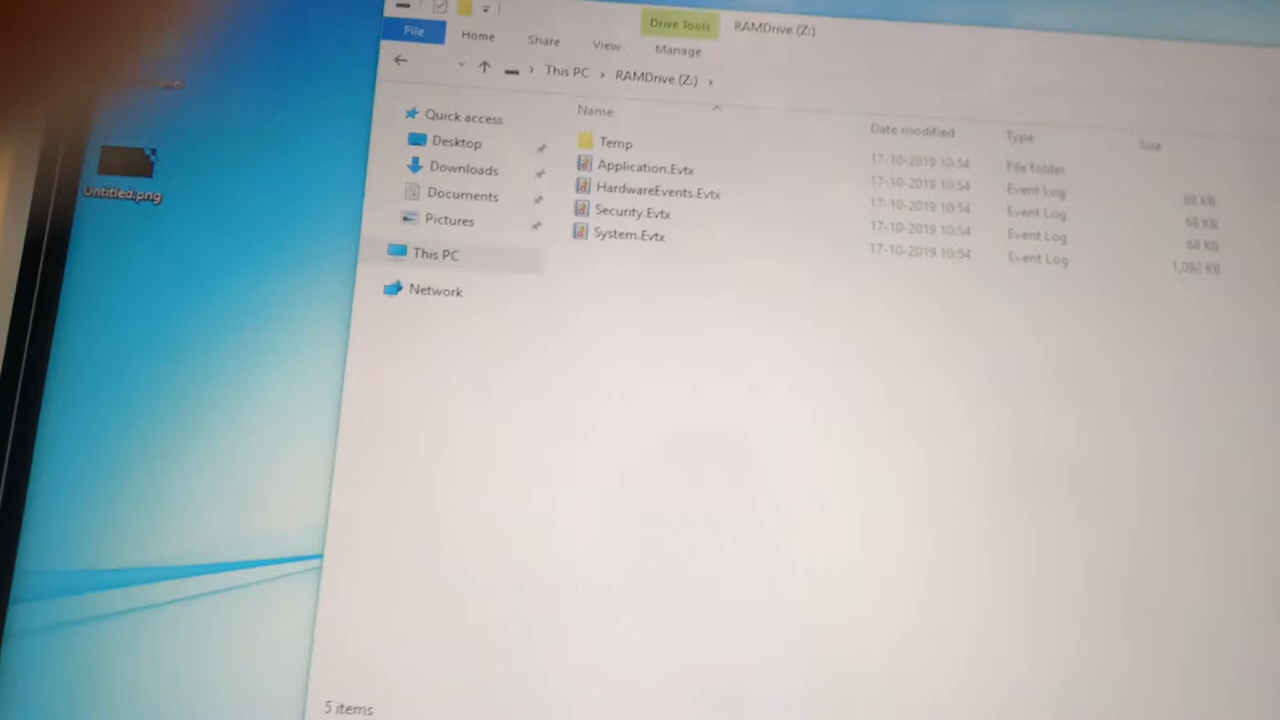 Drive Tools RAMDrive (Z:)
File Home Share View Manage
This PC › RAMDrive (Z:) ›
Name Date modified Type Size
Quick access
Desktop
Downloads
Documents
Pictures
This PC
Network
Temp 17-10-2019 10:54 File folder
Application.Evtx 17-10-2019 10:54 Event Log 68 KB
HardwareEvents.Evtx 17-10-2019 10:54 Event Log 68 KB
Security.Evtx 17-10-2019 10:54 Event Log 68 KB
System.Evtx 17-10-2019 10:54 Event Log
Untitled.png
5 items